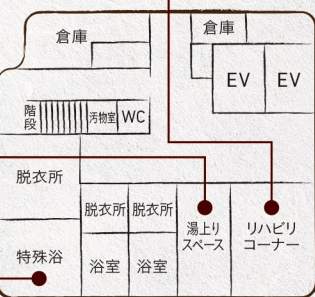 倉庫
倉庫
EV
EV
階段
汚物室
WC
脱衣所
脱衣所
脱衣所
湯上り
スペース
リハビリ
コーナー
特殊浴
浴室
浴室